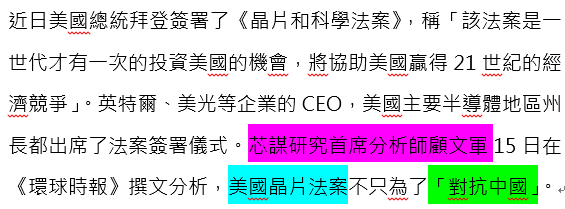 近日美國總統拜登簽署了《晶片和科學法案》，稱「該法案是一
世代才有一次的投資美國的機會，將協助美國贏得 21 世紀的經
濟競爭」。英特爾、美光等企業的 CEO，美國主要半導體地區州
長都出席了法案簽署儀式。芯謀研究首席分析師顧文軍 15 日在
《環球時報》撰文分析，美國晶片法案不只為了「對抗中國」。